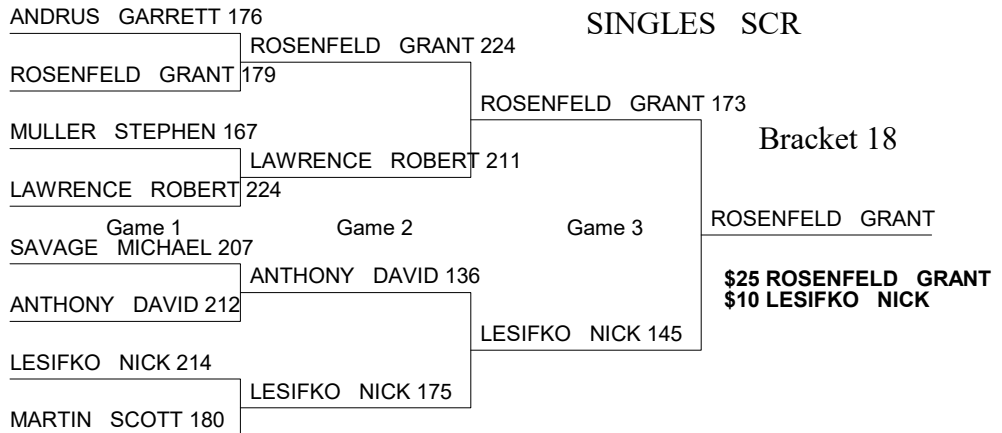 ANDRUS GARRETT 176
SINGLES SCR
ROSENFELD GRANT 224
ROSENFELD GRANT 179
ROSENFELD GRANT 173
MULLER STEPHEN 167
Bracket 18
LAWRENCE ROBERT 211
LAWRENCE ROBERT 224
ROSENFELD GRANT
Game 1
Game 2
Game 3
SAVAGE MICHAEL 207
ANTHONY DAVID 136
$25 ROSENFELD GRANT
$10 LESIFKO NICK
ANTHONY DAVID 212
LESIFKO NICK 145
LESIFKO NICK 214
LESIFKO NICK 175
MARTIN SCOTT 180